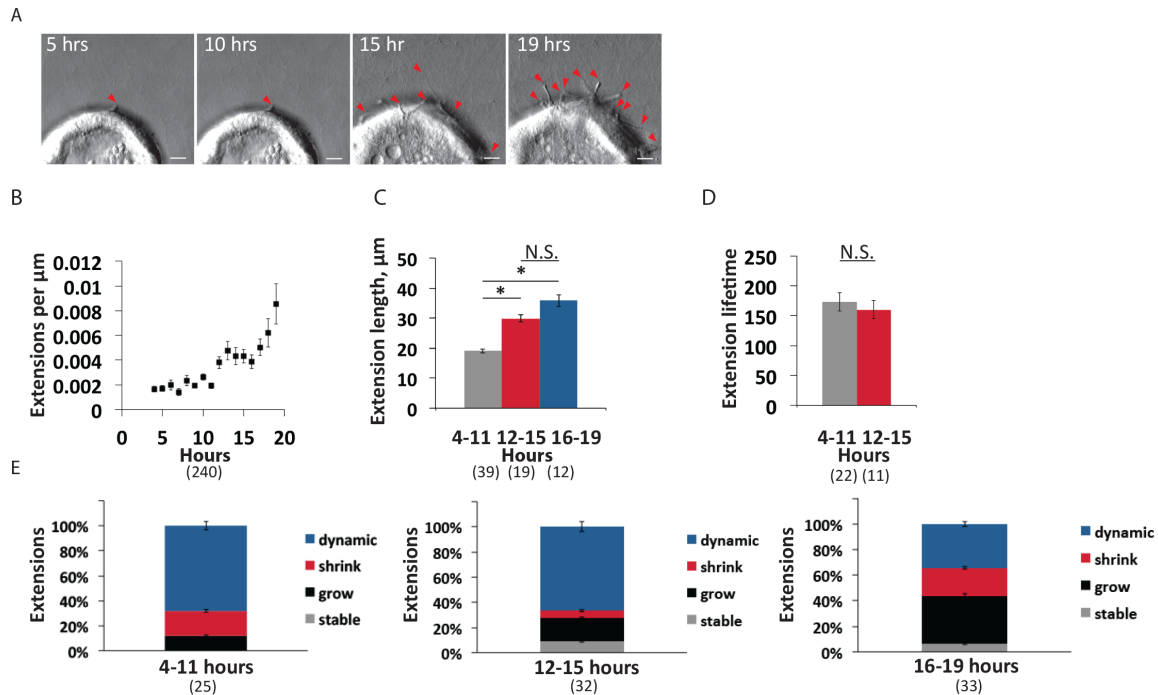 A
5 hrs
10 hrs
15 hr
19 hrs
B
C
D
Extensions per µm
0.012
0.01
0.008
0.006
0.004
0.002
0
0 5 10 15 20
Hours
(240)
Extension length, µm
50
40
30
20
10
0
*
*
N.S.
4-11 12-15 16-19
Hours
(39) (19) (12)
Extension lifetime
250
200
150
100
50
0
N.S.
4-11 12-15
Hours
(22) (11)
E
Extensions
100%
80%
60%
40%
20%
0%
dynamic
shrink
grow
stable
4-11 hours
(25)
Extensions
100%
80%
60%
40%
20%
0%
dynamic
shrink
grow
stable
12-15 hours
(32)
Extensions
100%
80%
60%
40%
20%
0%
dynamic
shrink
grow
stable
16-19 hours
(33)